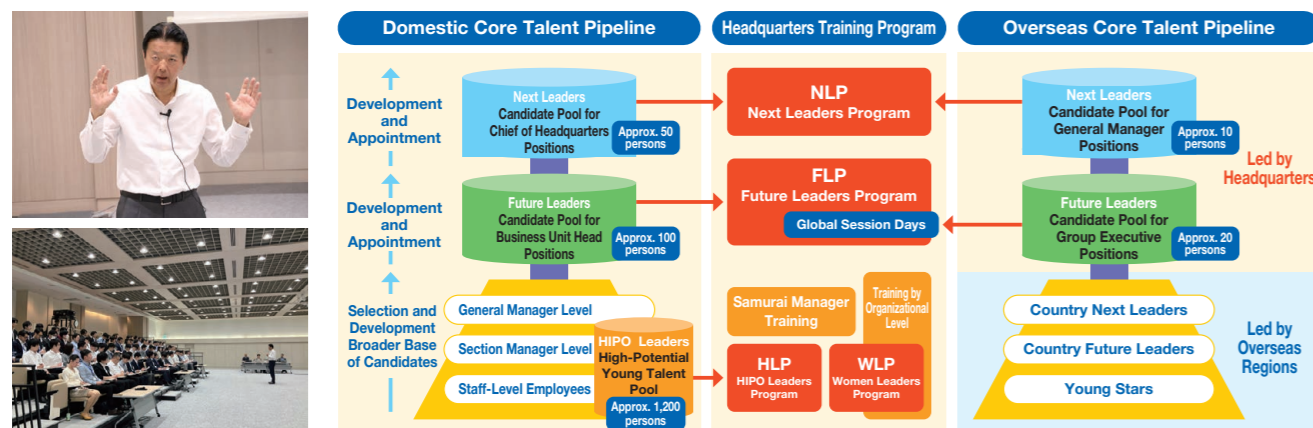 Domestic Core Talent Pipeline
Development
and
Appointment
Development
and
Appointment
Selection and
Development
Broader Base
of Candidates
Next Leaders
Candidate Pool for
Chief of Headquarters
Positions
Approx. 50
persons
Future Leaders
Candidate Pool for
Business Unit Head
Positions
Approx. 100
persons
General Manager Level
Section Manager Level
Staff-Level Employees
HIPO Leaders
High-Potential
Young Talent
Pool
Approx. 1,200
persons
Headquarters Training Program
NLP
Next Leaders Program
FLP
Future Leaders Program
Global Session Days
Samurai Manager
Training
Training by
Organizational
Level
HLP
HIPO Leaders
Program
WLP
Women Leaders
Program
Overseas Core Talent Pipeline
Next Leaders
Candidate Pool for
General Manager
Positions
Approx. 10
persons
Future Leaders
Candidate Pool for
Group Executive
Positions
Approx. 20
persons
Led by
Headquarters
Country Next Leaders
Country Future Leaders
Young Stars
Led by
Overseas
Regions